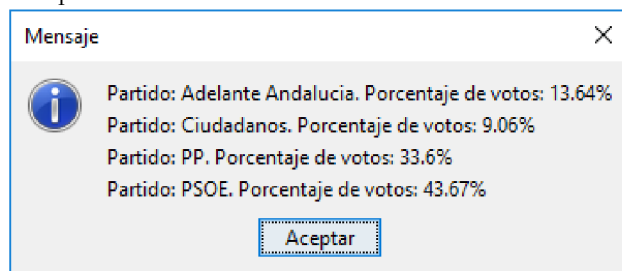 Mensaje
Partido: Adelante Andalucia. Porcentaje de votos: 13.64%
Partido: Ciudadanos. Porcentaje de votos: 9.06%
Partido: PP. Porcentaje de votos: 33.6%
Partido: PSOE. Porcentaje de votos: 43.67%
Aceptar